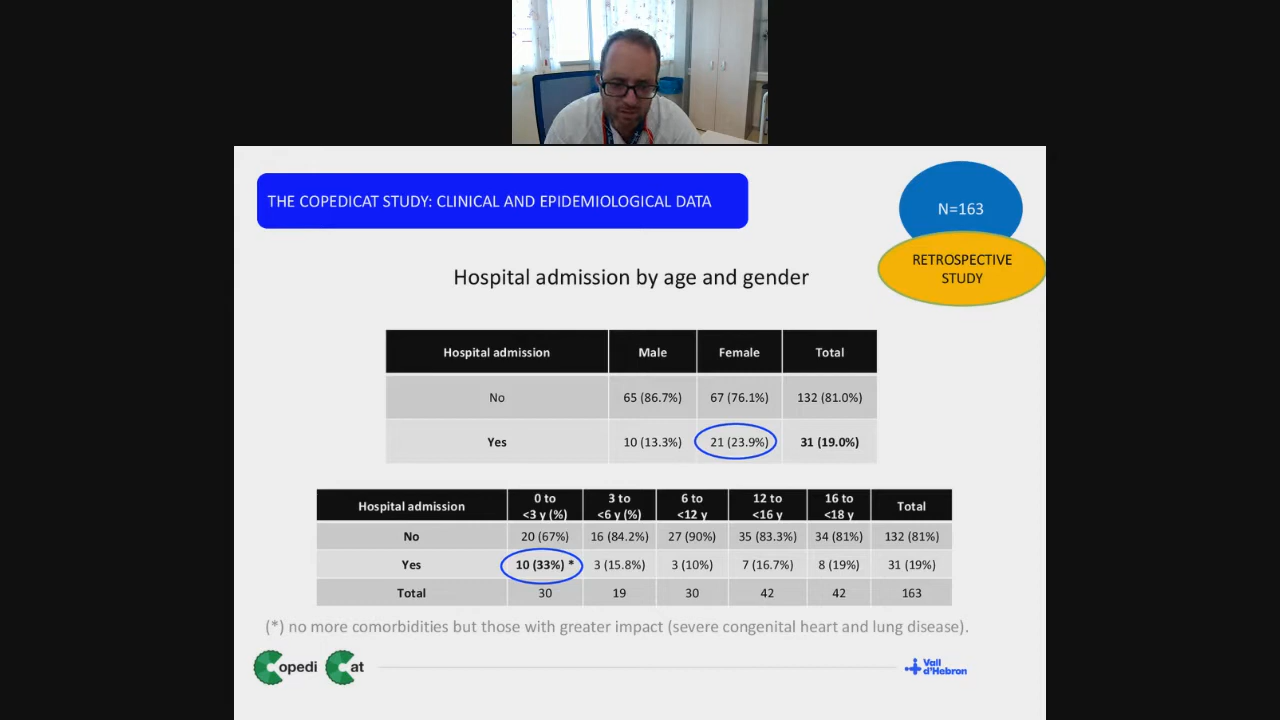 THE COPEDICAT STUDY: CLINICAL AND EPIDEMIOLOGICAL DATA
N=163
RETROSPECTIVE
STUDY
Hospital admission by age and gender
Hospital admission Male Female Total
No 65 (86.7%) 67 (76.1%) 132 (81.0%)
Yes 10 (13.3%) 21 (23.9%) 31 (19.0%)
Hospital admission 0 to <3 y (%) 3 to <6 y (%) 6 to <12 y 12 to <16 y 16 to <18 y Total
No 20 (67%) 16 (84.2%) 27 (90%) 35 (83.3%) 34 (81%) 132 (81%)
Yes 10 (33%) * 3 (15.8%) 3 (10%) 7 (16.7%) 8 (19%) 31 (19%)
Total 30 19 30 42 42 163
(*) no more comorbidities but those with greater impact (severe congenital heart and lung disease).
Copedi Cat
Vall
d'Hebron